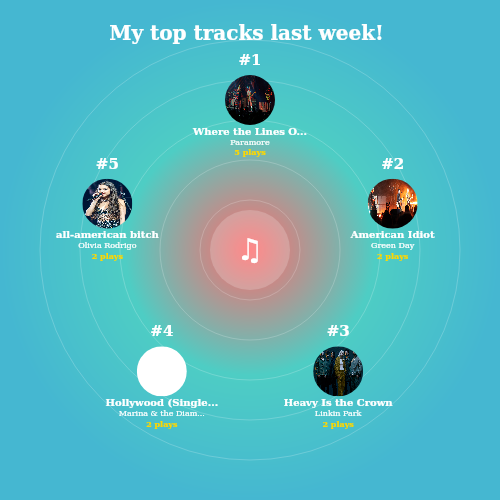 My top tracks last week!
#1
Where the Lines O...
Paramore
5 plays
#5
all-american bitch
Olivia Rodrigo
2 plays
#2
American Idiot
Green Day
2 plays
#4
Hollywood (Single...
Marina & the Diam...
2 plays
#3
Heavy Is the Crown
Linkin Park
2 plays